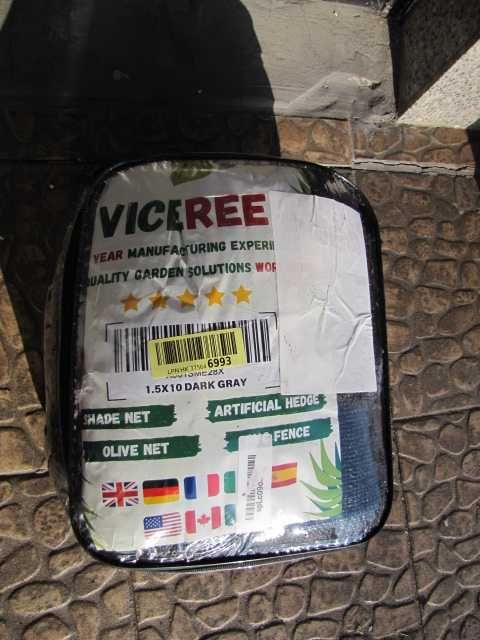 VICEREE
YEAR MANUFACTURING EXPERI
QUALITY GARDEN SOLUTIONS WOR
6993
1.5X10 DARK GRAY
SHADE NET
ARTIFICIAL HEDGE
OLIVE NET
FENCE